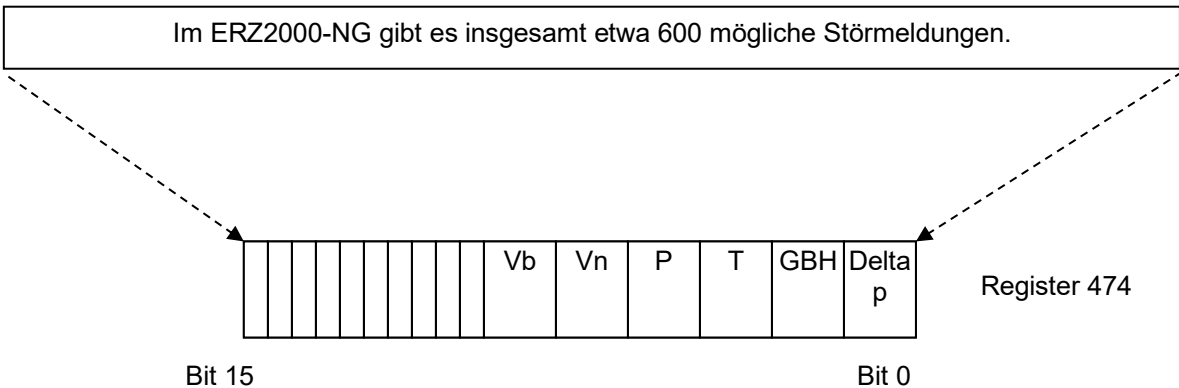 Im ERZ2000-NG gibt es insgesamt etwa 600 mögliche Störmeldungen.
Vb Vn P T GBH Delta p
Register 474
Bit 15 Bit 0